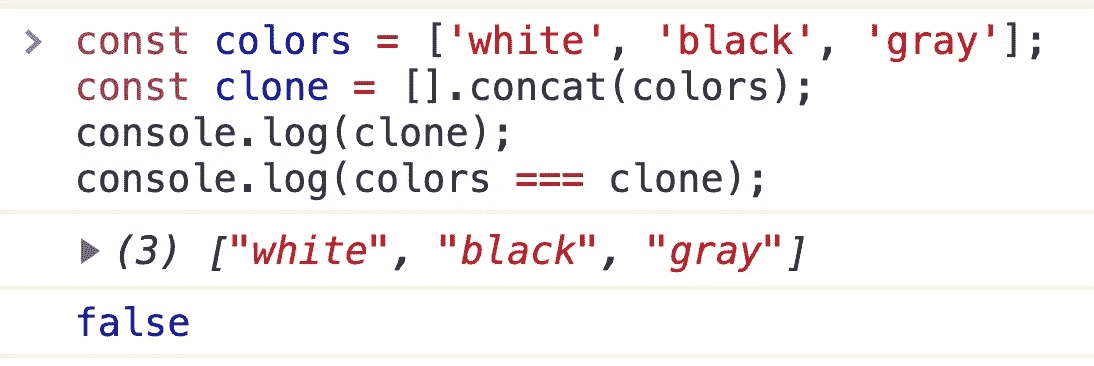 > const colors = ['white', 'black', 'gray'];
const clone = [].concat(colors);
console.log(clone);
console.log(colors === clone);
▶ (3) ["white", "black", "gray"]
false